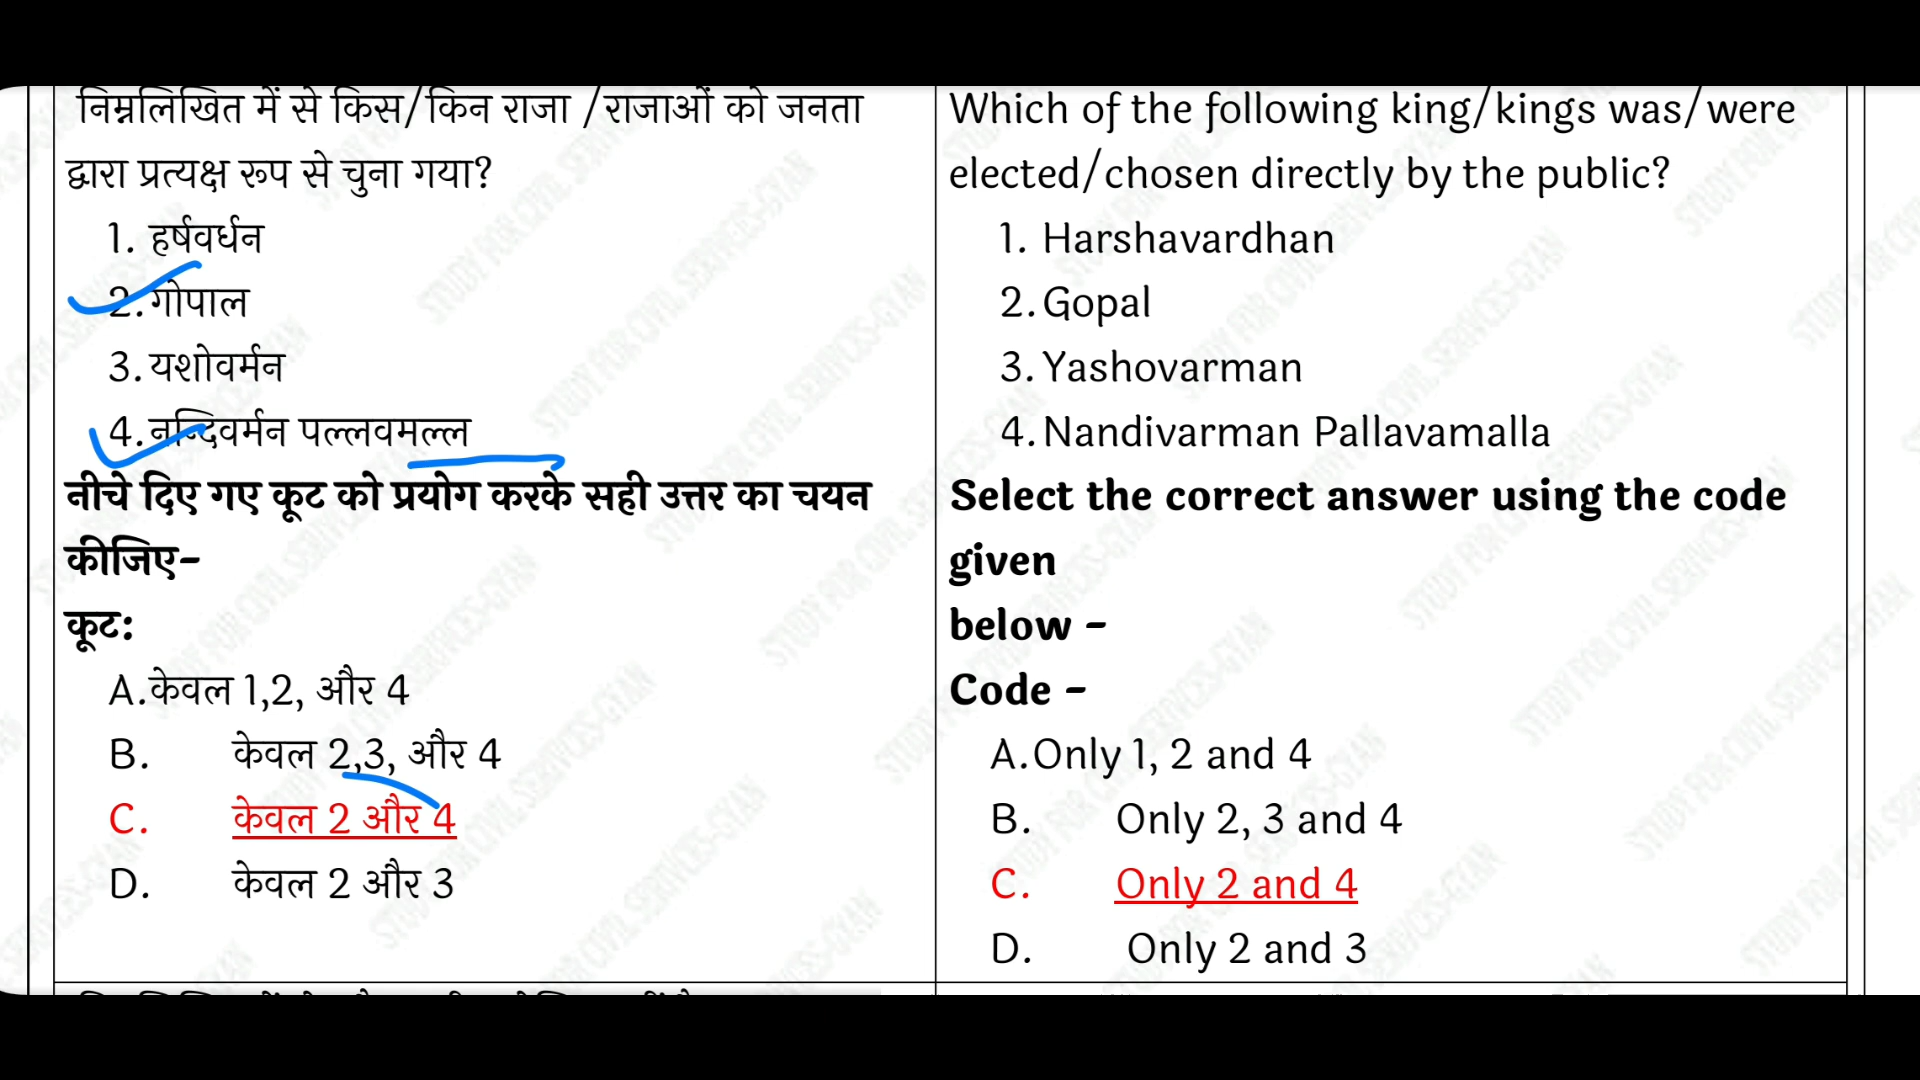 निम्नलिखित में से किस/किन राजा /राजाओं को जनता
द्वारा प्रत्यक्ष रूप से चुना गया?
1. हर्षवर्धन
2. गोपाल
3. यशोवर्मन
4. नन्दिवर्मन पल्लवमल्ल
नीचे दिए गए कूट को प्रयोग करके सही उत्तर का चयन
कीजिए-
कूट:
A. केवल 1,2, और 4
B. केवल 2,3, और 4
C. केवल 2 और 4
D. केवल 2 और 3
Which of the following king/kings was/were
elected/chosen directly by the public?
1. Harshavardhan
2. Gopal
3. Yashovarman
4. Nandivarman Pallavamalla
Select the correct answer using the code
given
below -
Code -
A. Only 1, 2 and 4
B. Only 2, 3 and 4
C. Only 2 and 4
D. Only 2 and 3